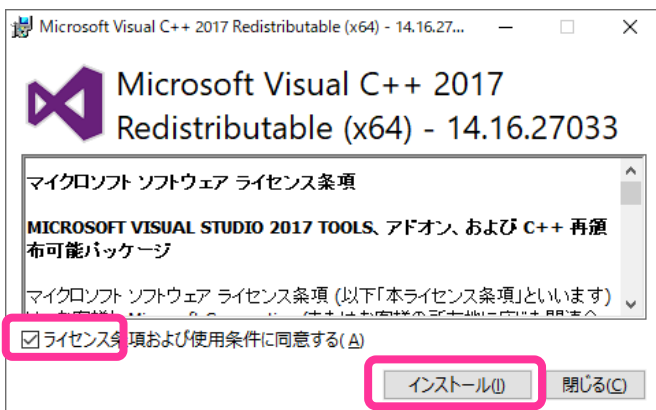 Microsoft Visual C++ 2017 Redistributable (x64) - 14.16.27...
Microsoft Visual C++ 2017
Redistributable (x64) - 14.16.27033
マイクロソフト ソフトウェア ライセンス条項
MICROSOFT VISUAL STUDIO 2017 TOOLS、アドオン、および C++ 再頒
布可能パッケージ
マイクロソフト ソフトウェア ライセンス条項 (以下「本ライセンス条項」といいます)
ライセンス条項および使用条件に同意する(A)
インストール(I)
閉じる(C)